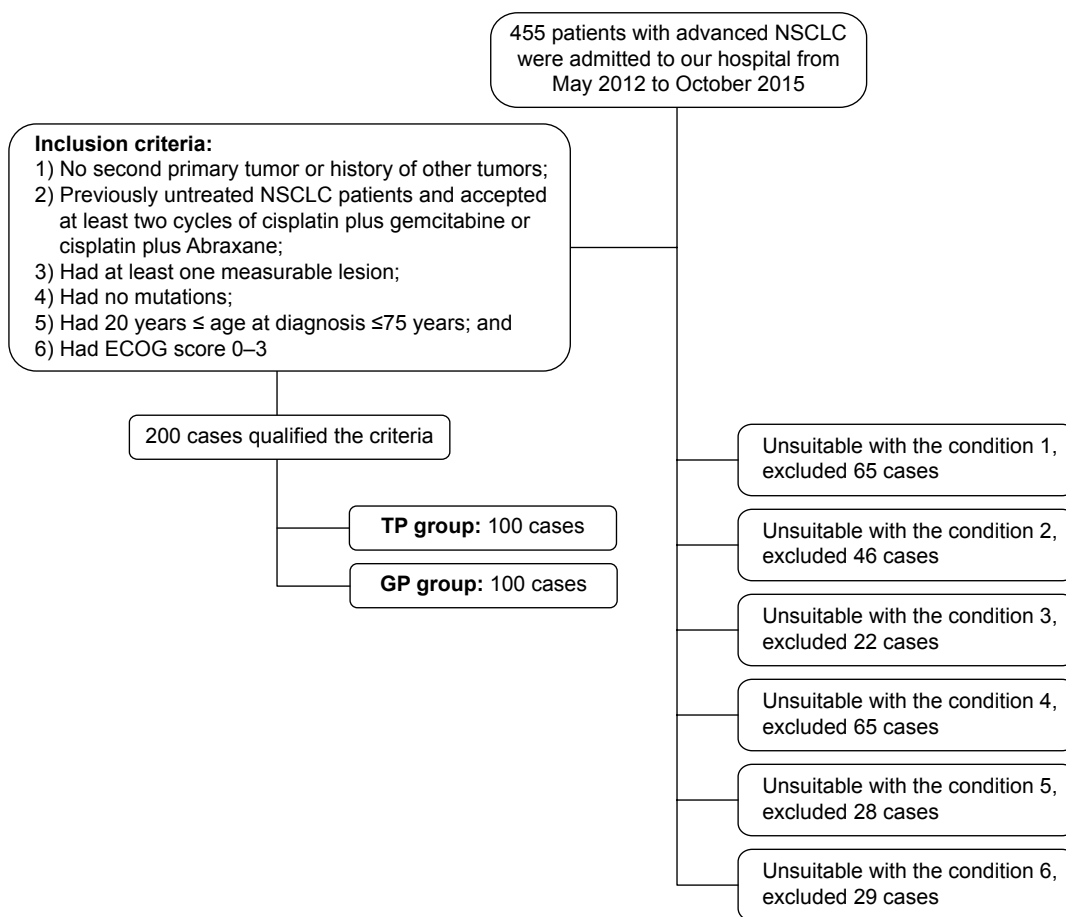 455 patients with advanced NSCLC
were admitted to our hospital from
May 2012 to October 2015
Inclusion criteria:
1) No second primary tumor or history of other tumors;
2) Previously untreated NSCLC patients and accepted
at least two cycles of cisplatin plus gemcitabine or
cisplatin plus Abraxane;
3) Had at least one measurable lesion;
4) Had no mutations;
5) Had 20 years ≤ age at diagnosis ≤75 years; and
6) Had ECOG score 0–3
200 cases qualified the criteria
TP group: 100 cases
GP group: 100 cases
Unsuitable with the condition 1,
excluded 65 cases
Unsuitable with the condition 2,
excluded 46 cases
Unsuitable with the condition 3,
excluded 22 cases
Unsuitable with the condition 4,
excluded 65 cases
Unsuitable with the condition 5,
excluded 28 cases
Unsuitable with the condition 6,
excluded 29 cases